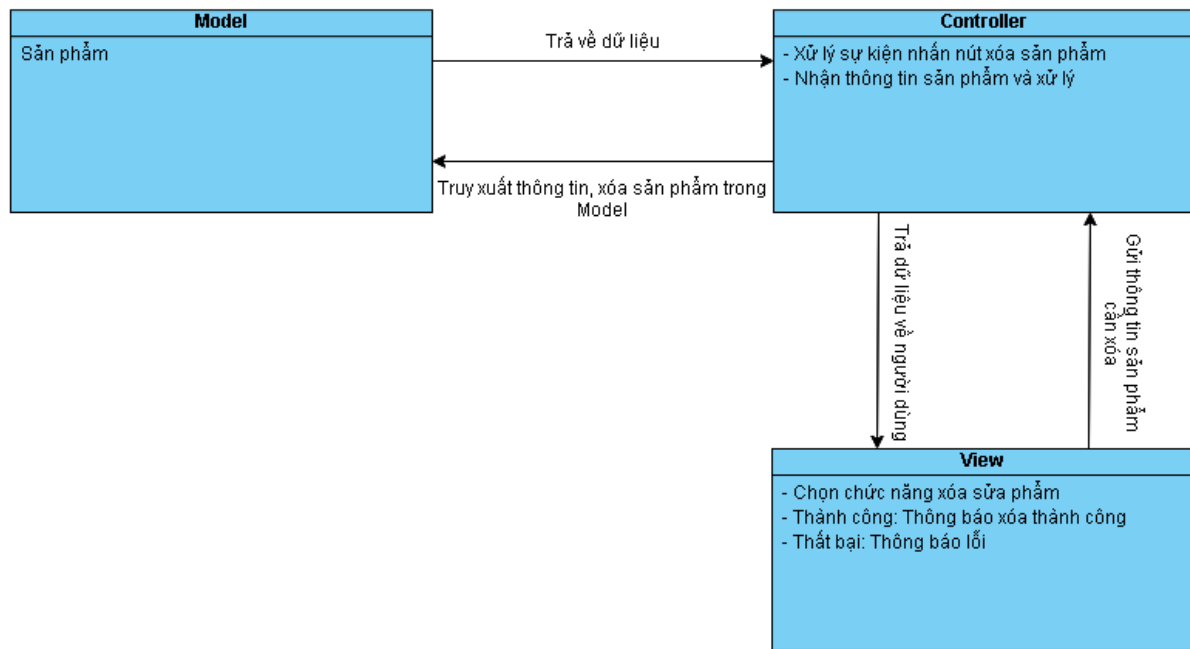 Model
Sản phẩm
Trả về dữ liệu
Controller
- Xử lý sự kiện nhấn nút xóa sản phẩm
- Nhận thông tin sản phẩm và xử lý
Truy xuất thông tin, xóa sản phẩm trong
Model
Trả dữ liệu về người dùng
Gửi thông tin sản phẩm
cần xóa
View
- Chọn chức năng xóa sửa phẩm
- Thành công: Thông báo xóa thành công
- Thất bại: Thông báo lỗi